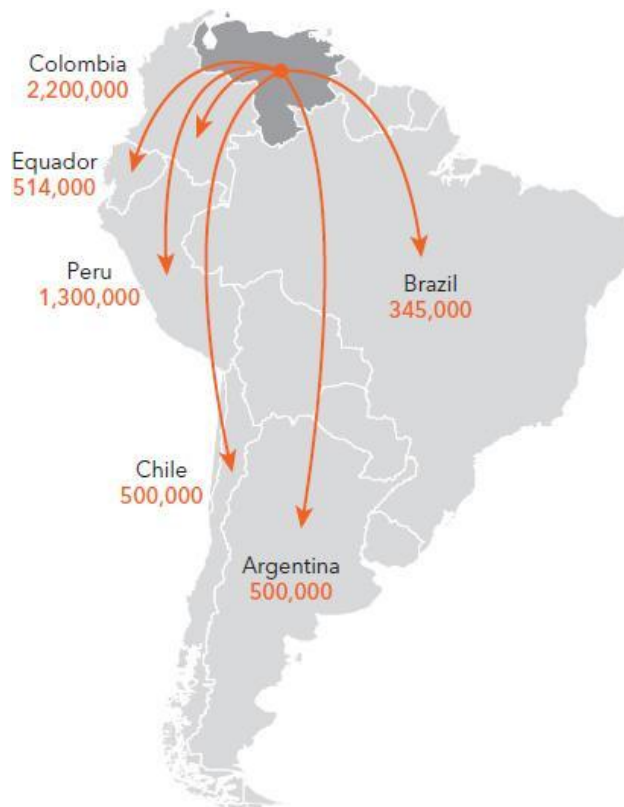 Colombia
2,200,000
Equador
514,000
Peru
1,300,000
Brazil
345,000
Chile
500,000
Argentina
500,000